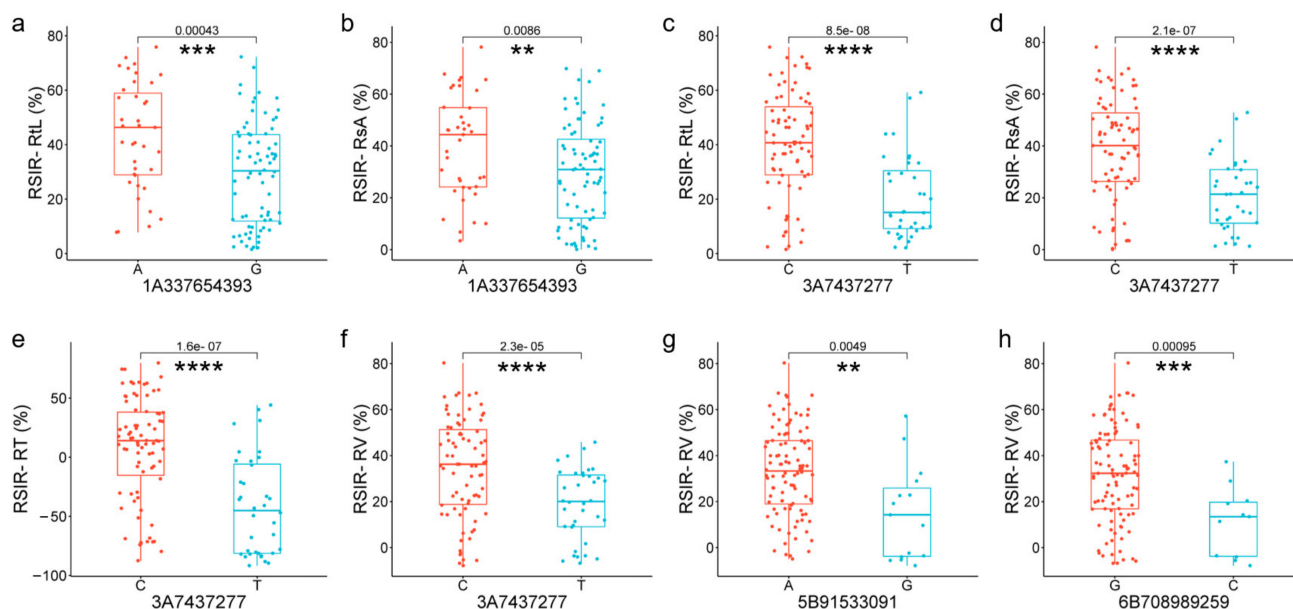 a
0.00043
***
80
60
40
20
0
RSIR- RtL (%)
A
G
1A337654393
b
0.0086
**
80
60
40
20
0
RSIR- RsA (%)
A
G
1A337654393
c
8.5e- 08
****
80
60
40
20
0
RSIR- RtL (%)
C
T
3A7437277
d
2.1e- 07
****
80
60
40
20
0
RSIR- RsA (%)
C
T
3A7437277
e
1.6e- 07
****
50
0
−50
−100
RSIR- RT (%)
C
T
3A7437277
f
2.3e- 05
****
80
60
40
20
0
RSIR- RV (%)
C
T
3A7437277
g
0.0049
**
80
60
40
20
0
RSIR- RV (%)
A
G
5B91533091
h
0.00095
***
80
60
40
20
0
RSIR- RV (%)
G
C
6B708989259